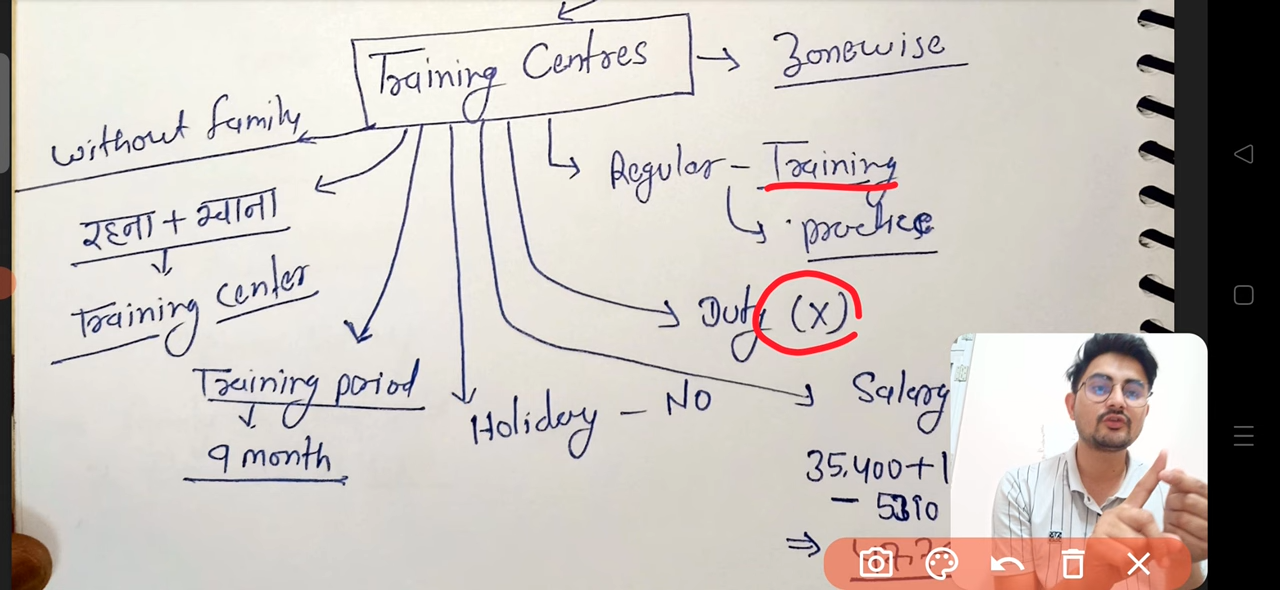 Training Centres → Zonewise
without family
Regular - Training
practice
रहना + खाना
Training Center
Duty (X)
Training period
9 month
Holiday - NO
Salary
35,400+1